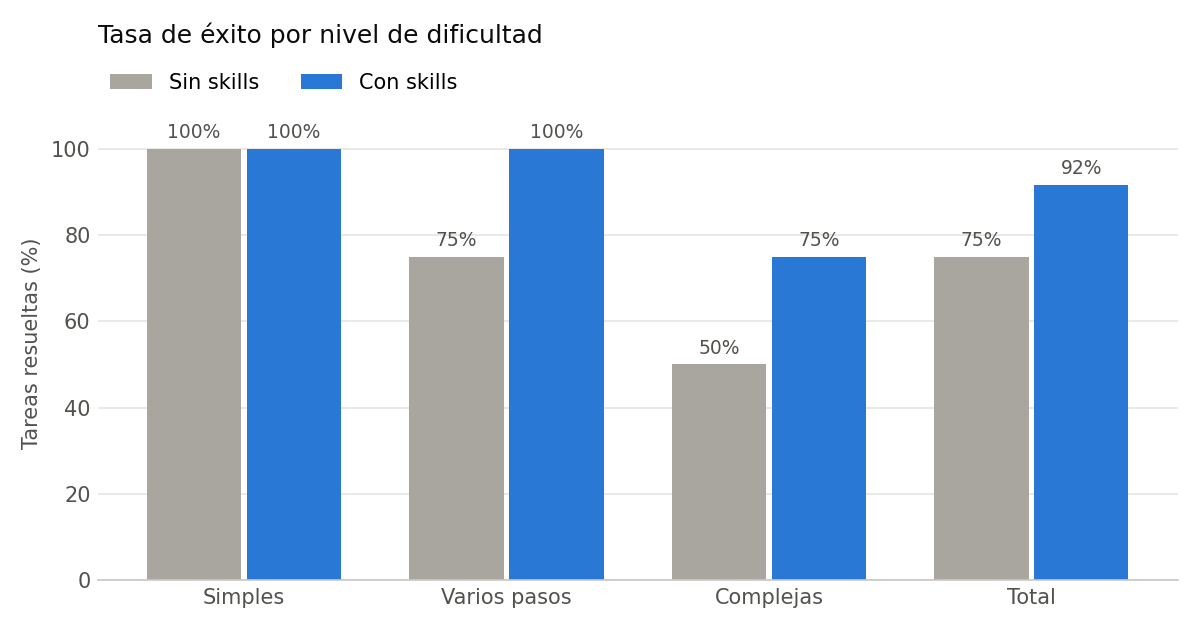 Tasa de éxito por nivel de dificultad
Sin skills
Con skills
100%
100%
75%
100%
50%
75%
75%
92%
100
80
60
40
20
0
Tareas resueltas (%)
Simples
Varios pasos
Complejas
Total